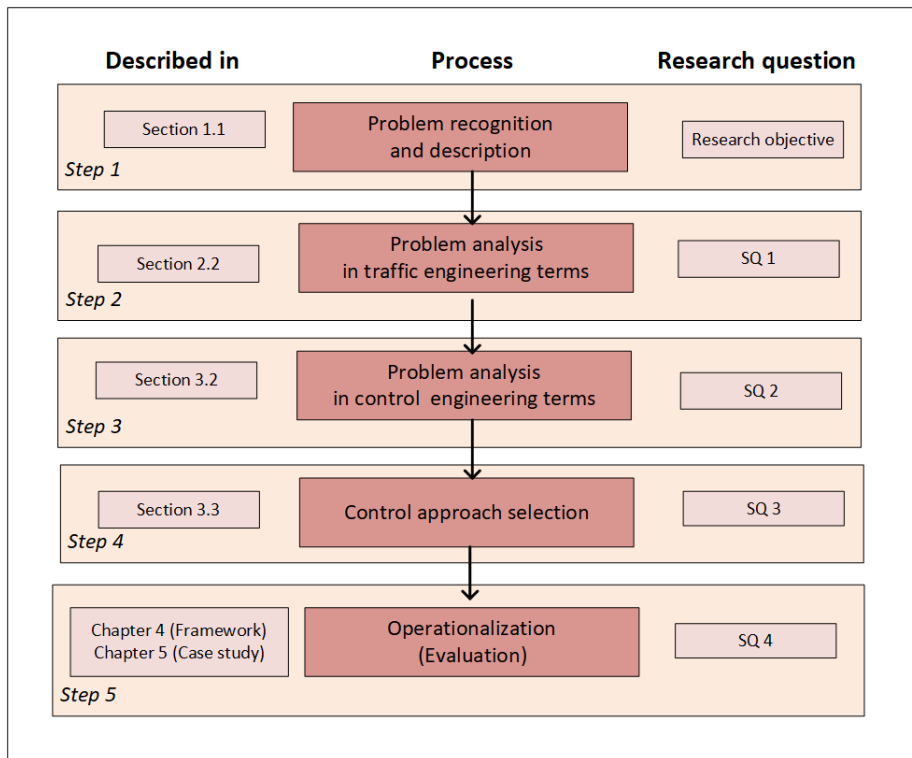 Described in
Process
Research question
Section 1.1
Problem recognition
and description
Research objective
Step 1
Section 2.2
Problem analysis
in traffic engineering terms
SQ 1
Step 2
Section 3.2
Problem analysis
in control engineering terms
SQ 2
Step 3
Section 3.3
Control approach selection
SQ 3
Step 4
Chapter 4 (Framework)
Chapter 5 (Case study)
Operationalization
(Evaluation)
SQ 4
Step 5